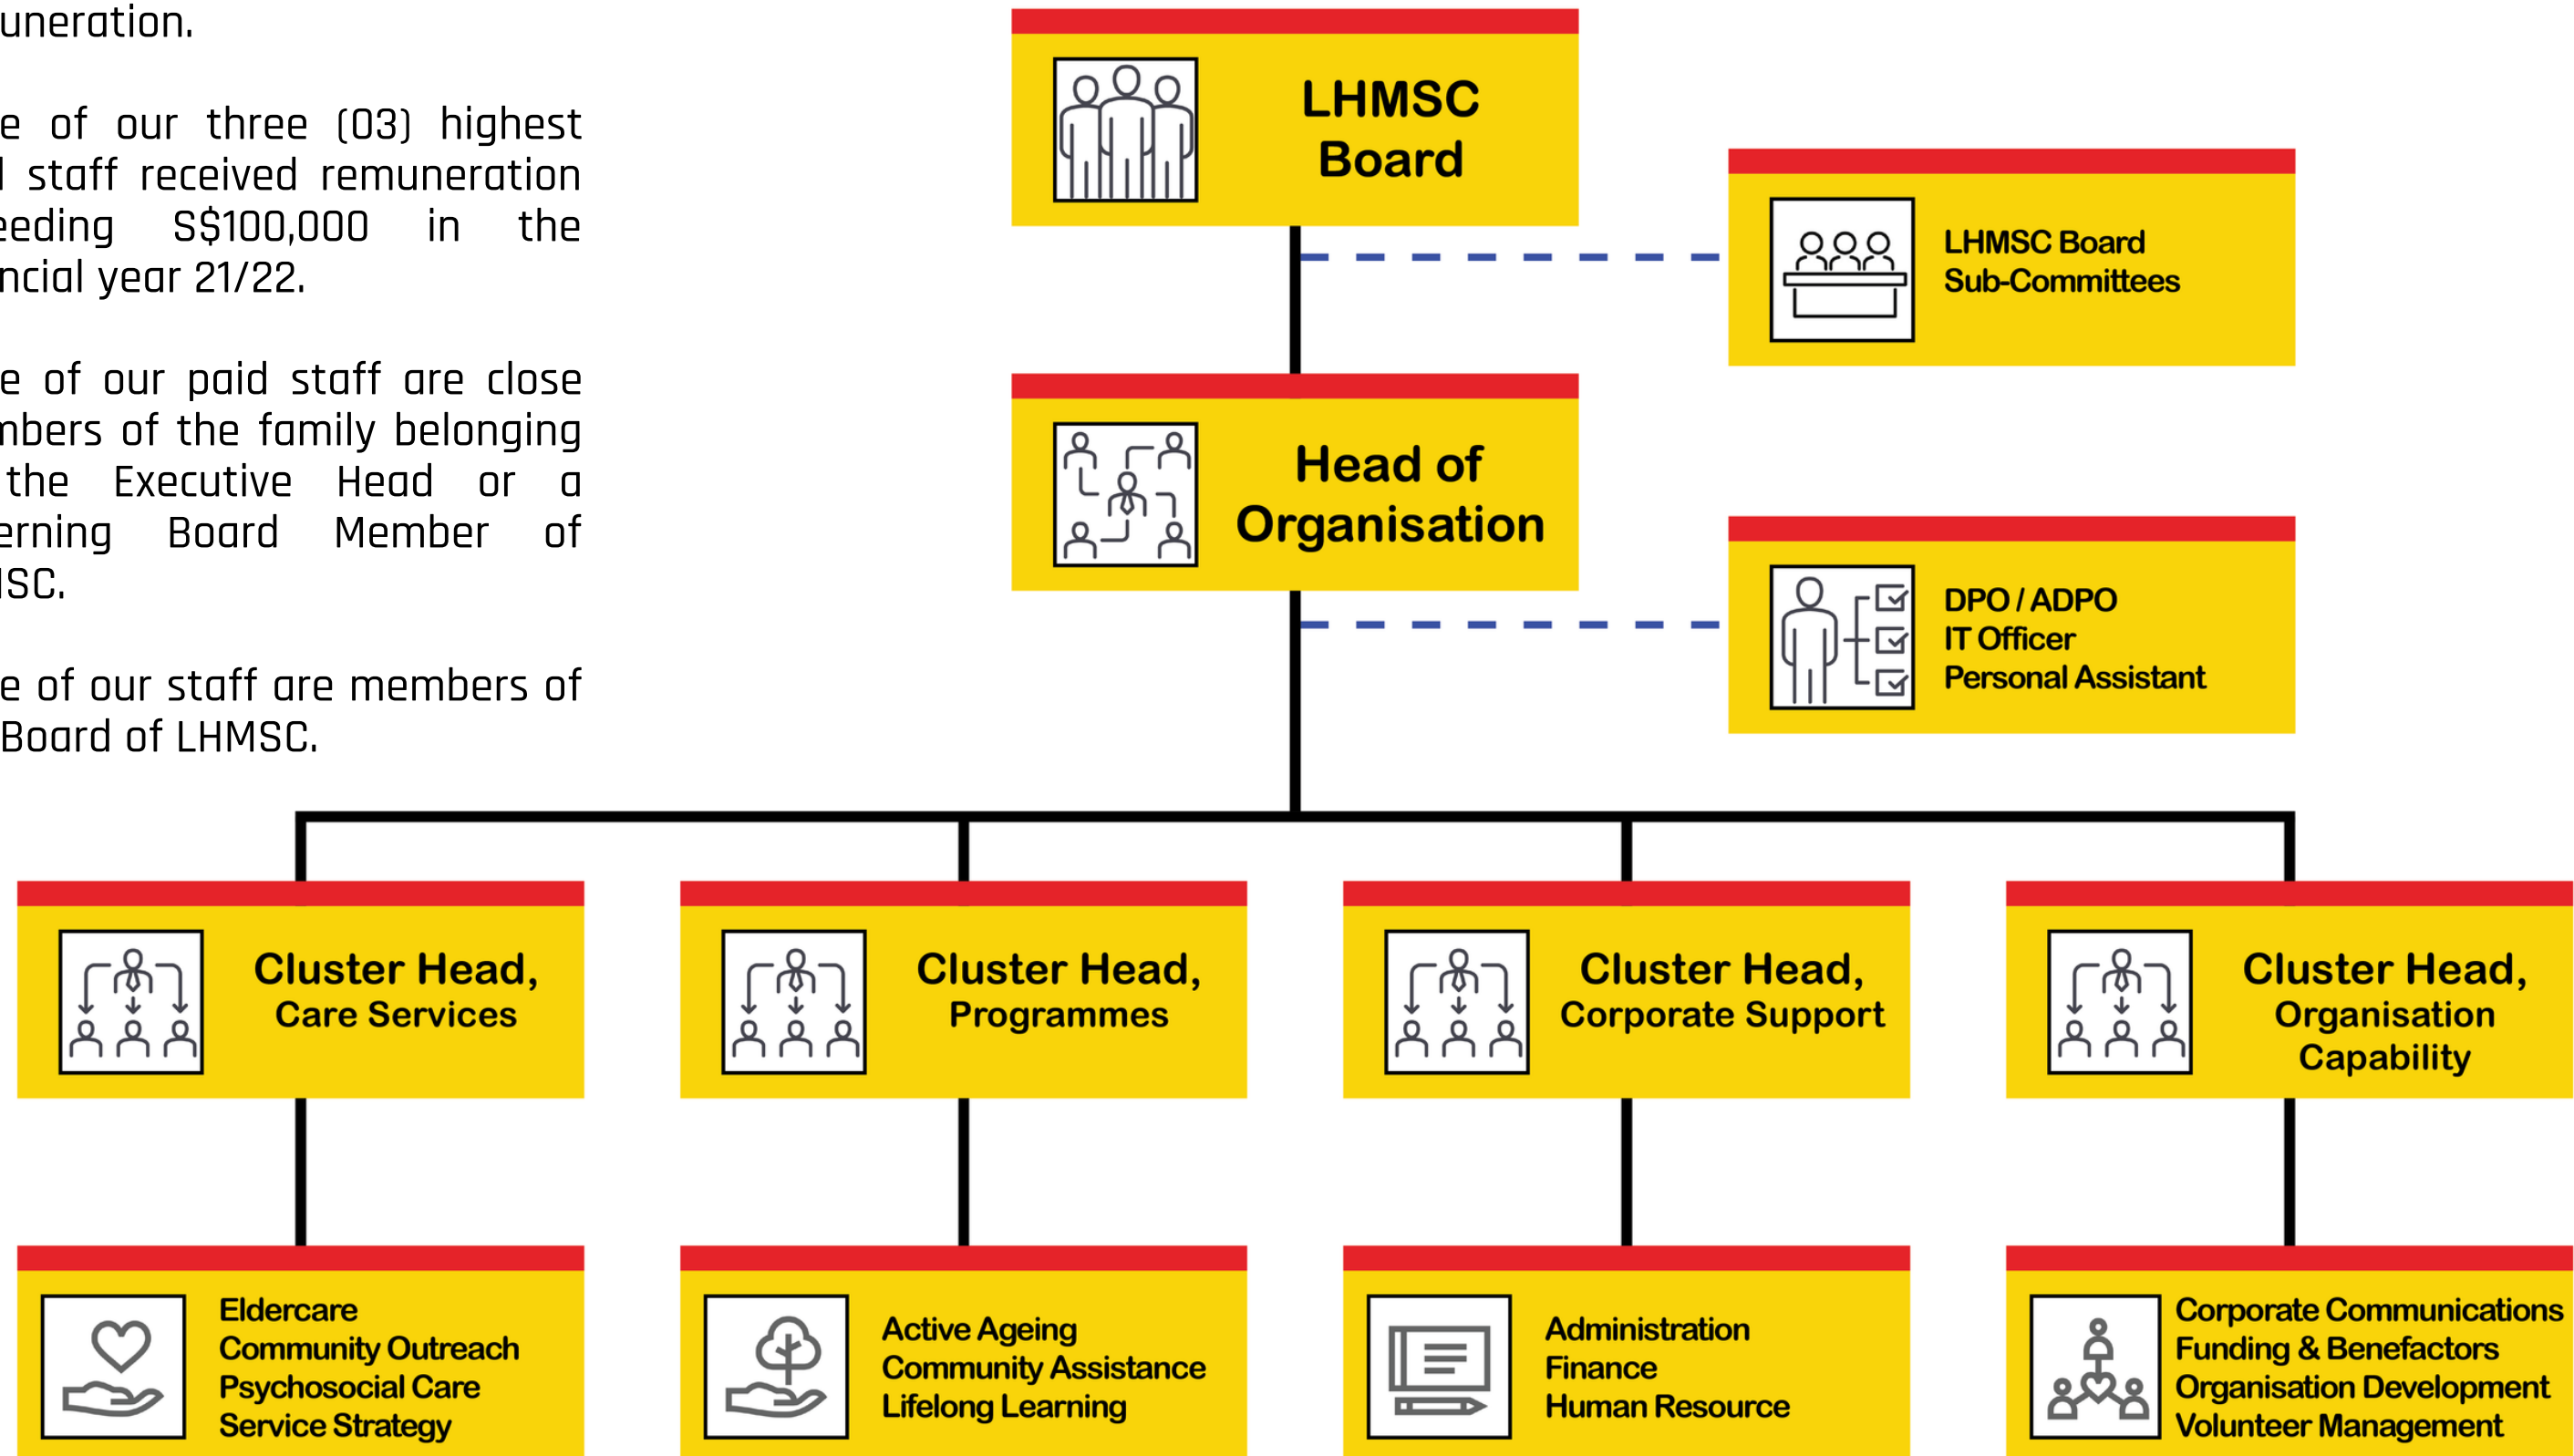 uneration.
e of our three (03) highest
staff received remuneration
eeding S$100,000 in the
ncial year 21/22.
e of our paid staff are close
mbers of the family belonging
the Executive Head or a
erning Board Member of
MSC.
e of our staff are members of
Board of LHMSC.
LHMSC
Board
LHMSC Board
Sub-Committees
Head of
Organisation
DPO / ADPO
IT Officer
Personal Assistant
Cluster Head,
Care Services
Cluster Head,
Programmes
Cluster Head,
Corporate Support
Cluster Head,
Organisation
Capability
Eldercare
Community Outreach
Psychosocial Care
Service Strategy
Active Ageing
Community Assistance
Lifelong Learning
Administration
Finance
Human Resource
Corporate Communications
Funding & Benefactors
Organisation Development
Volunteer Management